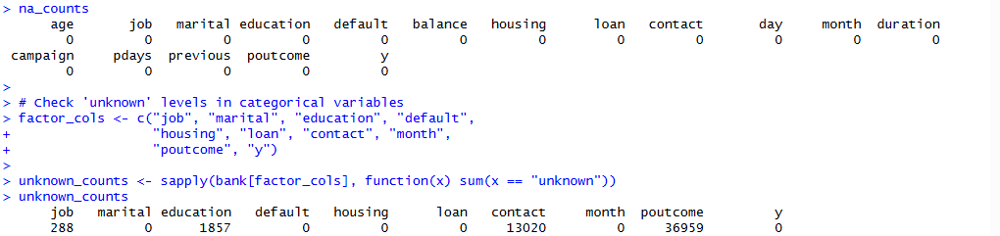 > na_counts
      age       job   marital education   default   balance   housing      loan   contact       day     month  duration
        0         0         0         0         0         0         0         0         0         0         0         0
 campaign     pdays  previous  poutcome         y
        0         0         0         0         0
>
> # Check 'unknown' levels in categorical variables
> factor_cols <- c("job", "marital", "education", "default",
+                  "housing", "loan", "contact", "month",
+                  "poutcome", "y")
>
> unknown_counts <- sapply(bank[factor_cols], function(x) sum(x == "unknown"))
> unknown_counts
      job   marital education   default   housing      loan   contact     month  poutcome         y
      288         0      1857         0         0         0     13020         0     36959         0